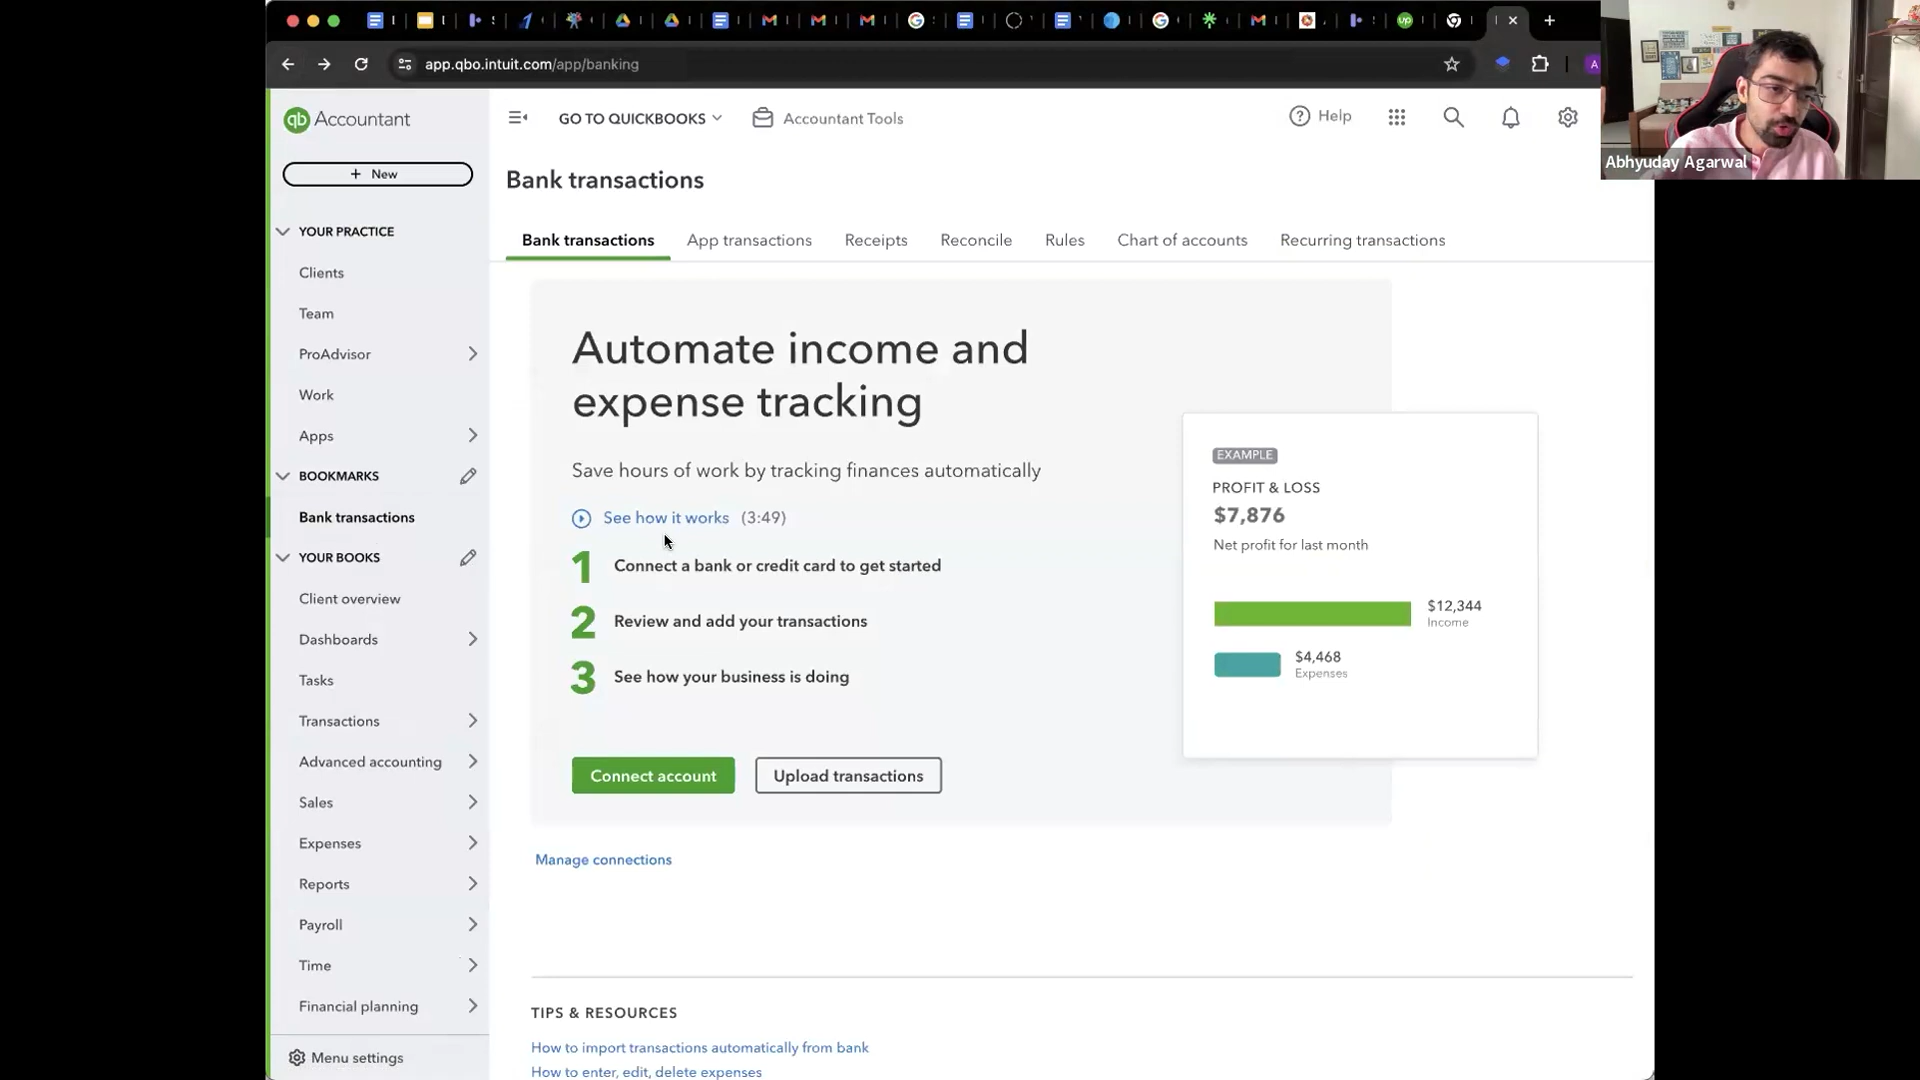 app.qbo.intuit.com/app/banking
A
qb Accountant
GO TO QUICKBOOKS
Accountant Tools
Help
Abhyuday Agarwal
+ New
YOUR PRACTICE
Clients
Team
ProAdvisor
Work
Apps
BOOKMARKS
Bank transactions
YOUR BOOKS
Client overview
Dashboards
Tasks
Transactions
Advanced accounting
Sales
Expenses
Reports
Payroll
Time
Financial planning
Menu settings
Bank transactions
Bank transactions
App transactions
Receipts
Reconcile
Rules
Chart of accounts
Recurring transactions
Automate income and
expense tracking
Save hours of work by tracking finances automatically
See how it works (3:49)
1 Connect a bank or credit card to get started
2 Review and add your transactions
3 See how your business is doing
Connect account
Upload transactions
EXAMPLE
PROFIT & LOSS
$7,876
Net profit for last month
$12,344
Income
$4,468
Expenses
Manage connections
TIPS & RESOURCES
How to import transactions automatically from bank
How to enter, edit, delete expenses